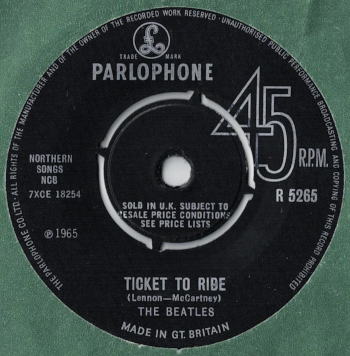 ALL RIGHTS OF THE MANUFACTURER AND OF THE OWNER OF THE RECORDED WORK RESERVED · UNAUTHORISED PUBLIC PERFORMANCE BROADCASTING AND COPYING OF THIS RECORD PROHIBITED
THE PARLOPHONE CO. LTD.
£
TRADE MARK
PARLOPHONE
45
R.P.M.
NORTHERN
SONGS
NCB
7XCE 18254
R 5265
SOLD IN U.K. SUBJECT TO
RESALE PRICE CONDITIONS
SEE PRICE LISTS
℗ 1965
TICKET TO RIDE
(Lennon—McCartney)
THE BEATLES
MADE IN GT. BRITAIN